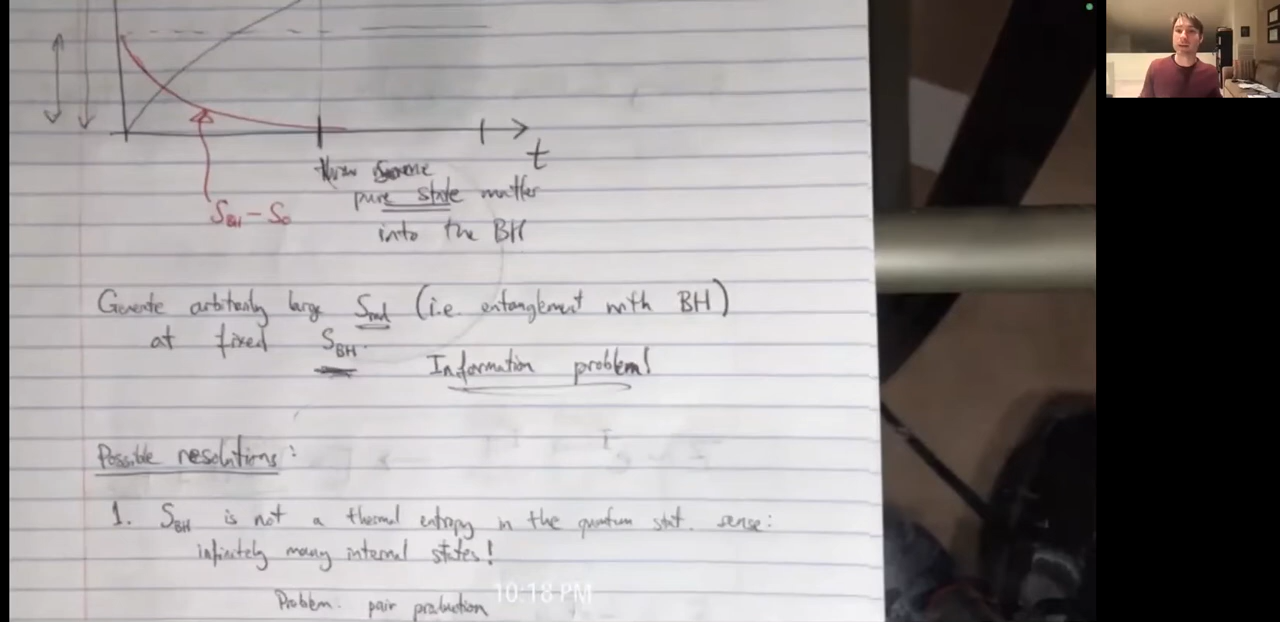 t
pure state matter
S_BH - S_0
into the BH
Generate arbitrarily large S_rad (i.e. entanglement with BH)
at fixed S_BH.
Information problem!
Possible resolutions:
1. S_BH is not a thermal entropy in the quantum stat. sense:
infinitely many internal states!
10:18 PM
Problem. pair production